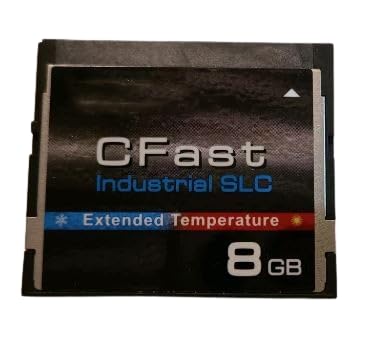 CFast
Industrial SLC
Extended Temperature
8 GB